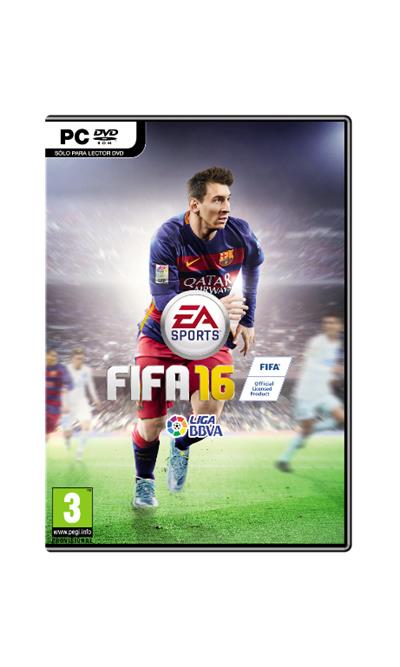 PC DVD
ROM
SÓLO PARA LECTOR DVD
QATAR
AIRWAYS
EA
SPORTS
FIFA 16
FIFA
Official
Licensed
Product
LIGA
BBVA
3
www.pegi.info
PROVISIONAL